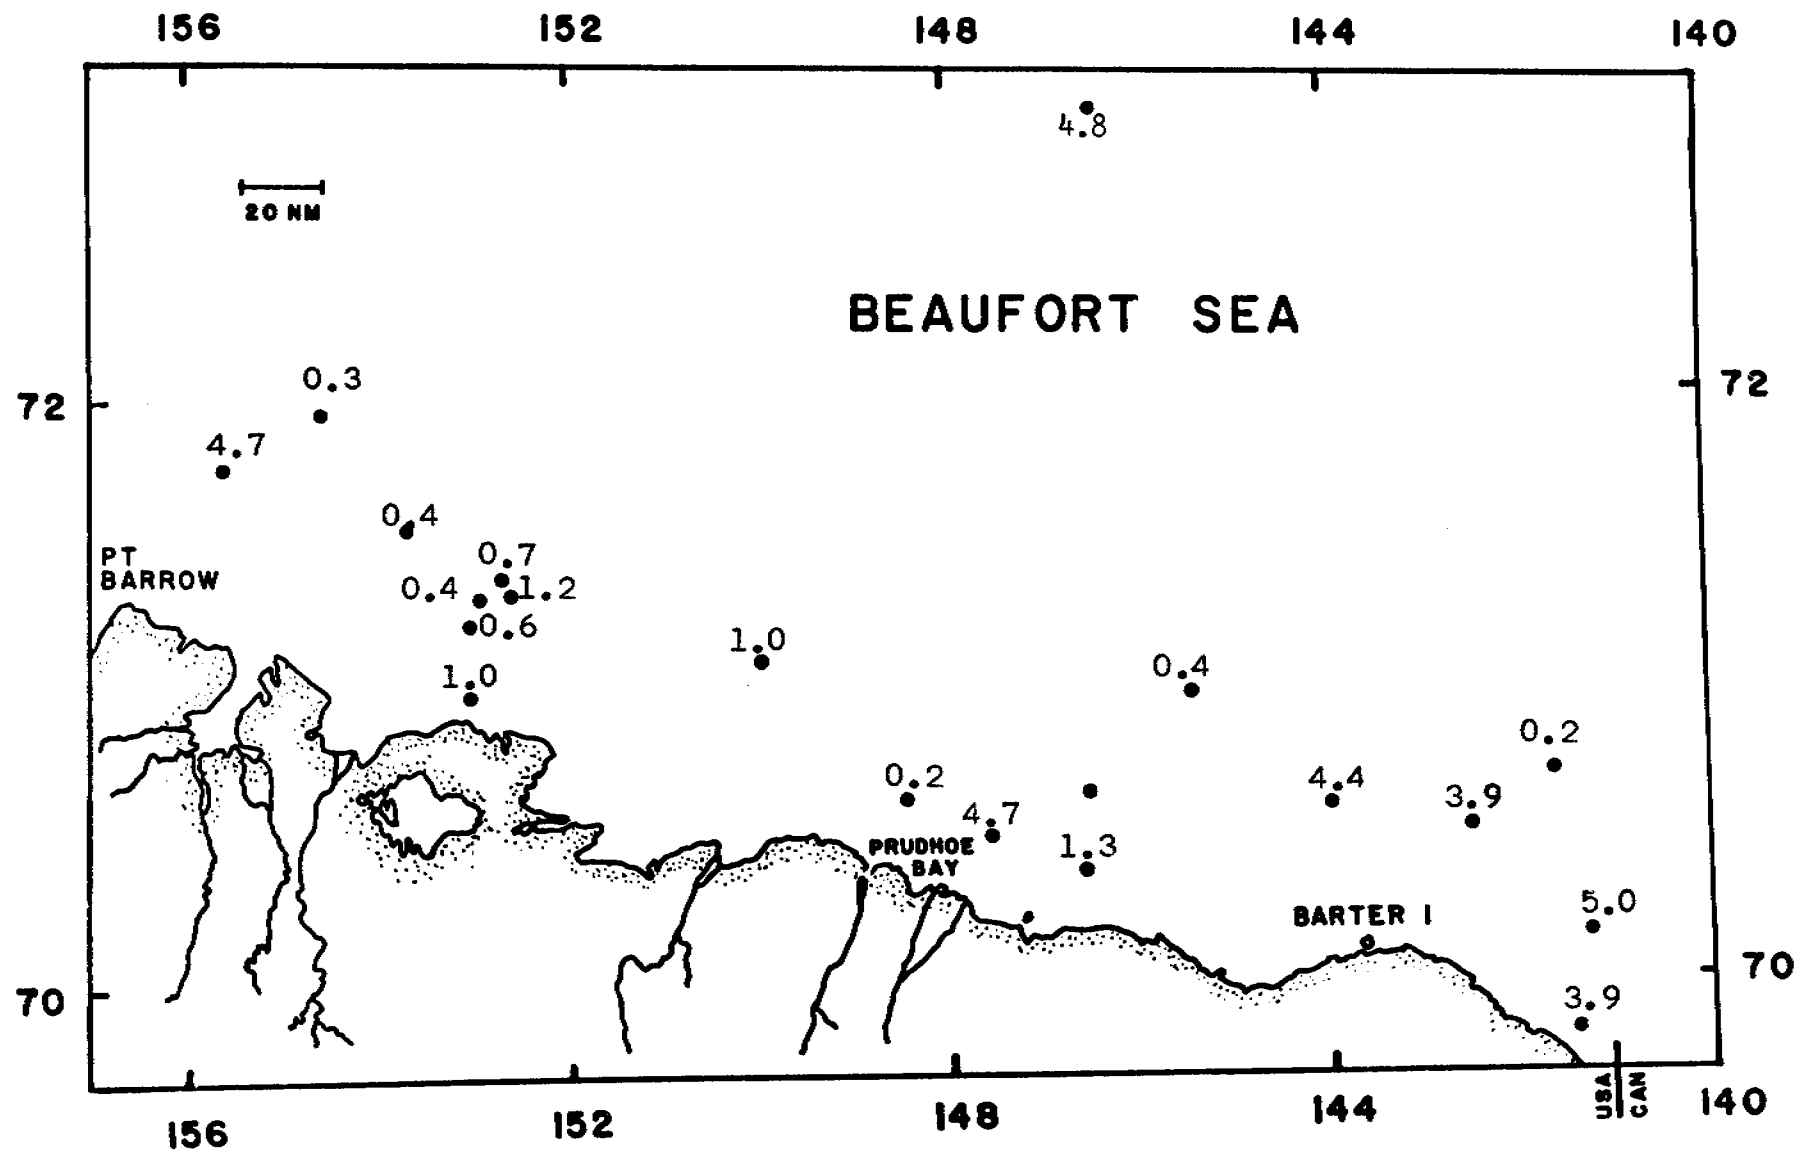 156 152 148 144 140
4.8
20 NM
BEAUFORT SEA
0.3
72 72
4.7
0.4
PT
BARROW
0.7
0.4 1.2
0.6
1.0
1.0
0.4
0.2
0.2
4.4
3.9
4.7
PRUDHOE
BAY
1.3
5.0
BARTER I
70 70
3.9
USA
CAN
156 152 148 144 140